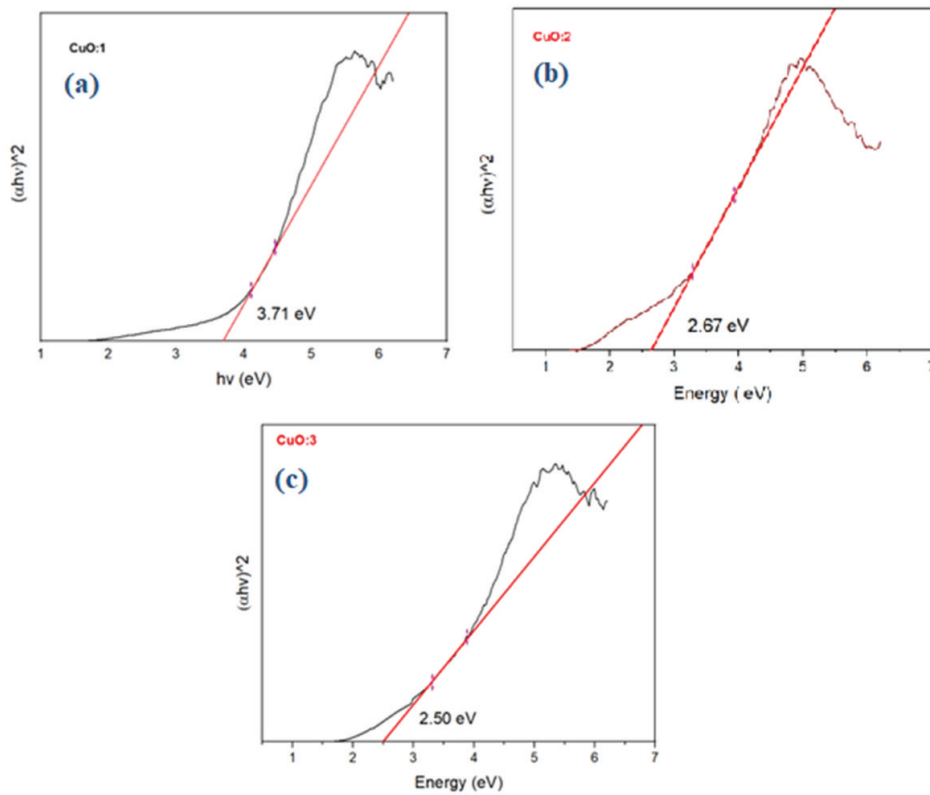 CuO:1
(a)
(αhν)^2
3.71 eV
1 2 3 4 5 6 7
hν (eV)
CuO:2
(b)
(αhν)^2
2.67 eV
1 2 3 4 5 6 7
Energy ( eV)
CuO:3
(c)
(αhν)^2
2.50 eV
1 2 3 4 5 6 7
Energy (eV)